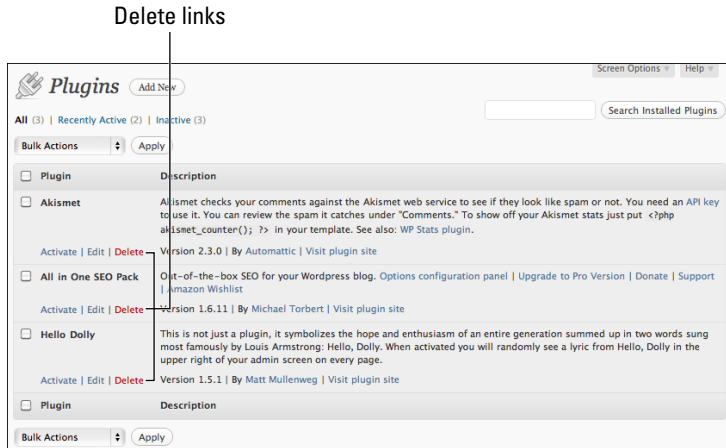 Delete links
Screen Options Help
Plugins Add New
Search Installed Plugins
All (3) | Recently Active (2) | Inactive (3)
Bulk Actions Apply
Plugin Description
Akismet Akismet checks your comments against the Akismet web service to see if they look like spam or not. You need an API key
to use it. You can review the spam it catches under "Comments." To show off your Akismet stats just put <?php
akismet_counter(); ?> in your template. See also: WP Stats plugin.
Activate | Edit | Delete Version 2.3.0 | By Automattic | Visit plugin site
All in One SEO Pack Out-of-the-box SEO for your Wordpress blog. Options configuration panel | Upgrade to Pro Version | Donate | Support
| Amazon Wishlist
Activate | Edit | Delete Version 1.6.11 | By Michael Torbert | Visit plugin site
Hello Dolly This is not just a plugin, it symbolizes the hope and enthusiasm of an entire generation summed up in two words sung
most famously by Louis Armstrong: Hello, Dolly. When activated you will randomly see a lyric from Hello, Dolly in the
upper right of your admin screen on every page.
Activate | Edit | Delete Version 1.5.1 | By Matt Mullenweg | Visit plugin site
Plugin Description
Bulk Actions Apply